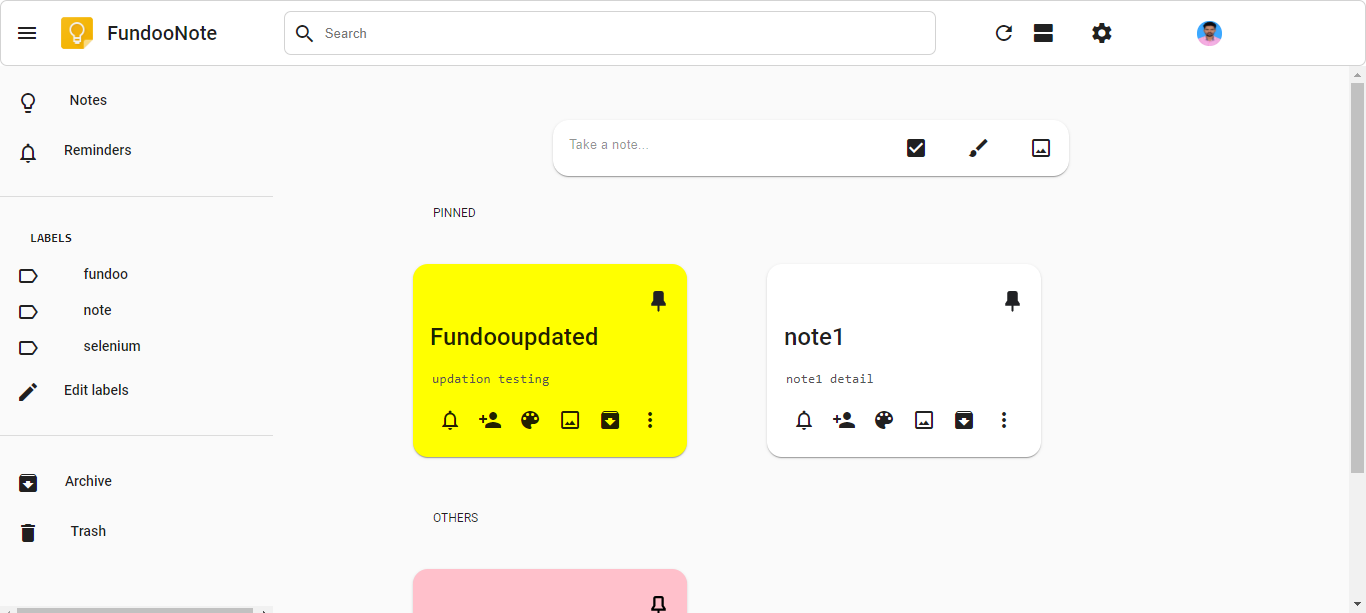 FundooNote
Search
Notes
Reminders
LABELS
fundoo
note
selenium
Edit labels
Archive
Trash
Take a note...
PINNED
Fundooupdated
updation testing
note1
note1 detail
OTHERS